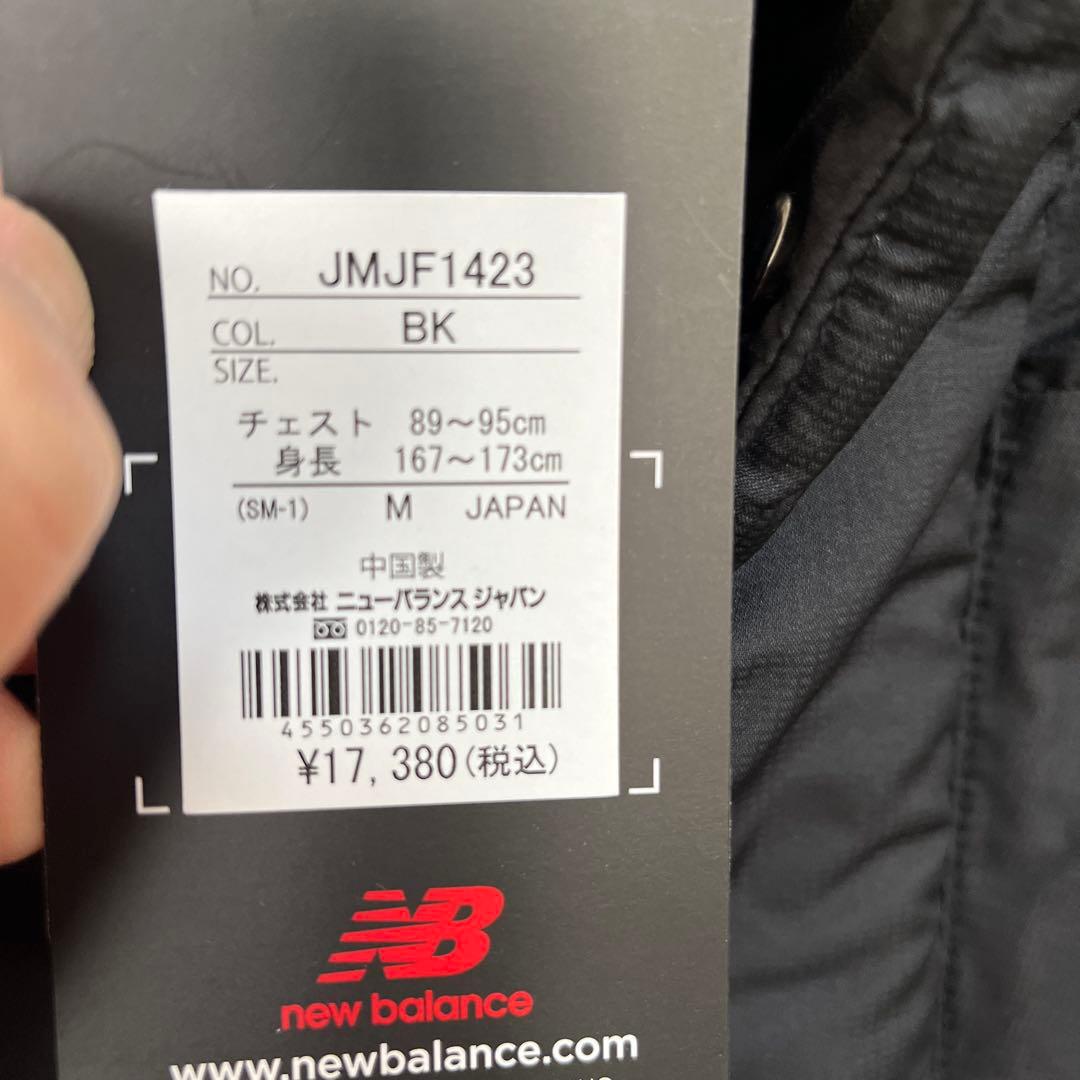 NO. JMJF1423
COL. BK
SIZE.
チェスト 89～95cm
身長 167～173cm
(SM-1) M JAPAN
中国製
株式会社 ニューバランス ジャパン
0120-85-7120
4550362085031
¥17,380(税込)
NB
new balance
www.newbalance.com